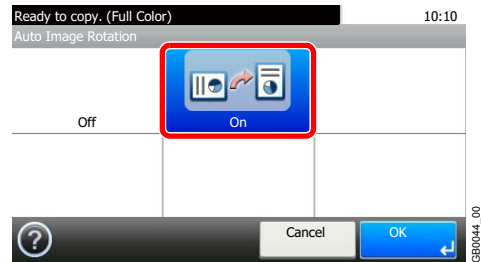 Ready to copy. (Full Color) 10:10
Auto Image Rotation
Off On
?
Cancel OK
GB0044_00